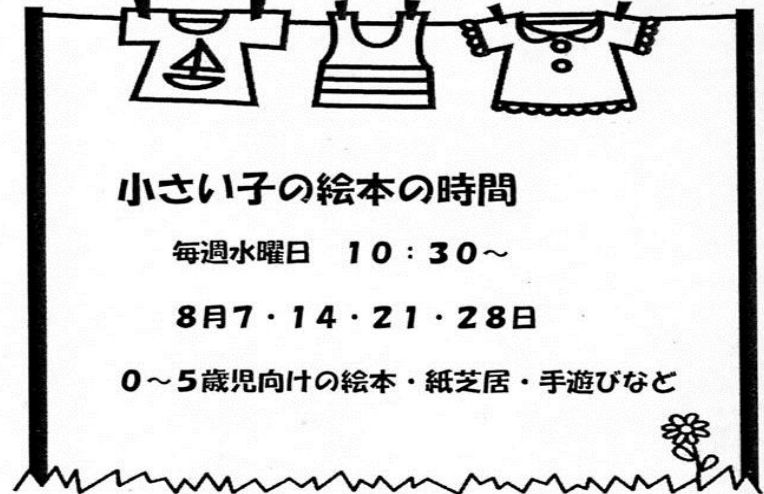 小さい子の絵本の時間
毎週水曜日　10：30～
8月7・14・21・28日
0～5歳児向けの絵本・紙芝居・手遊びなど